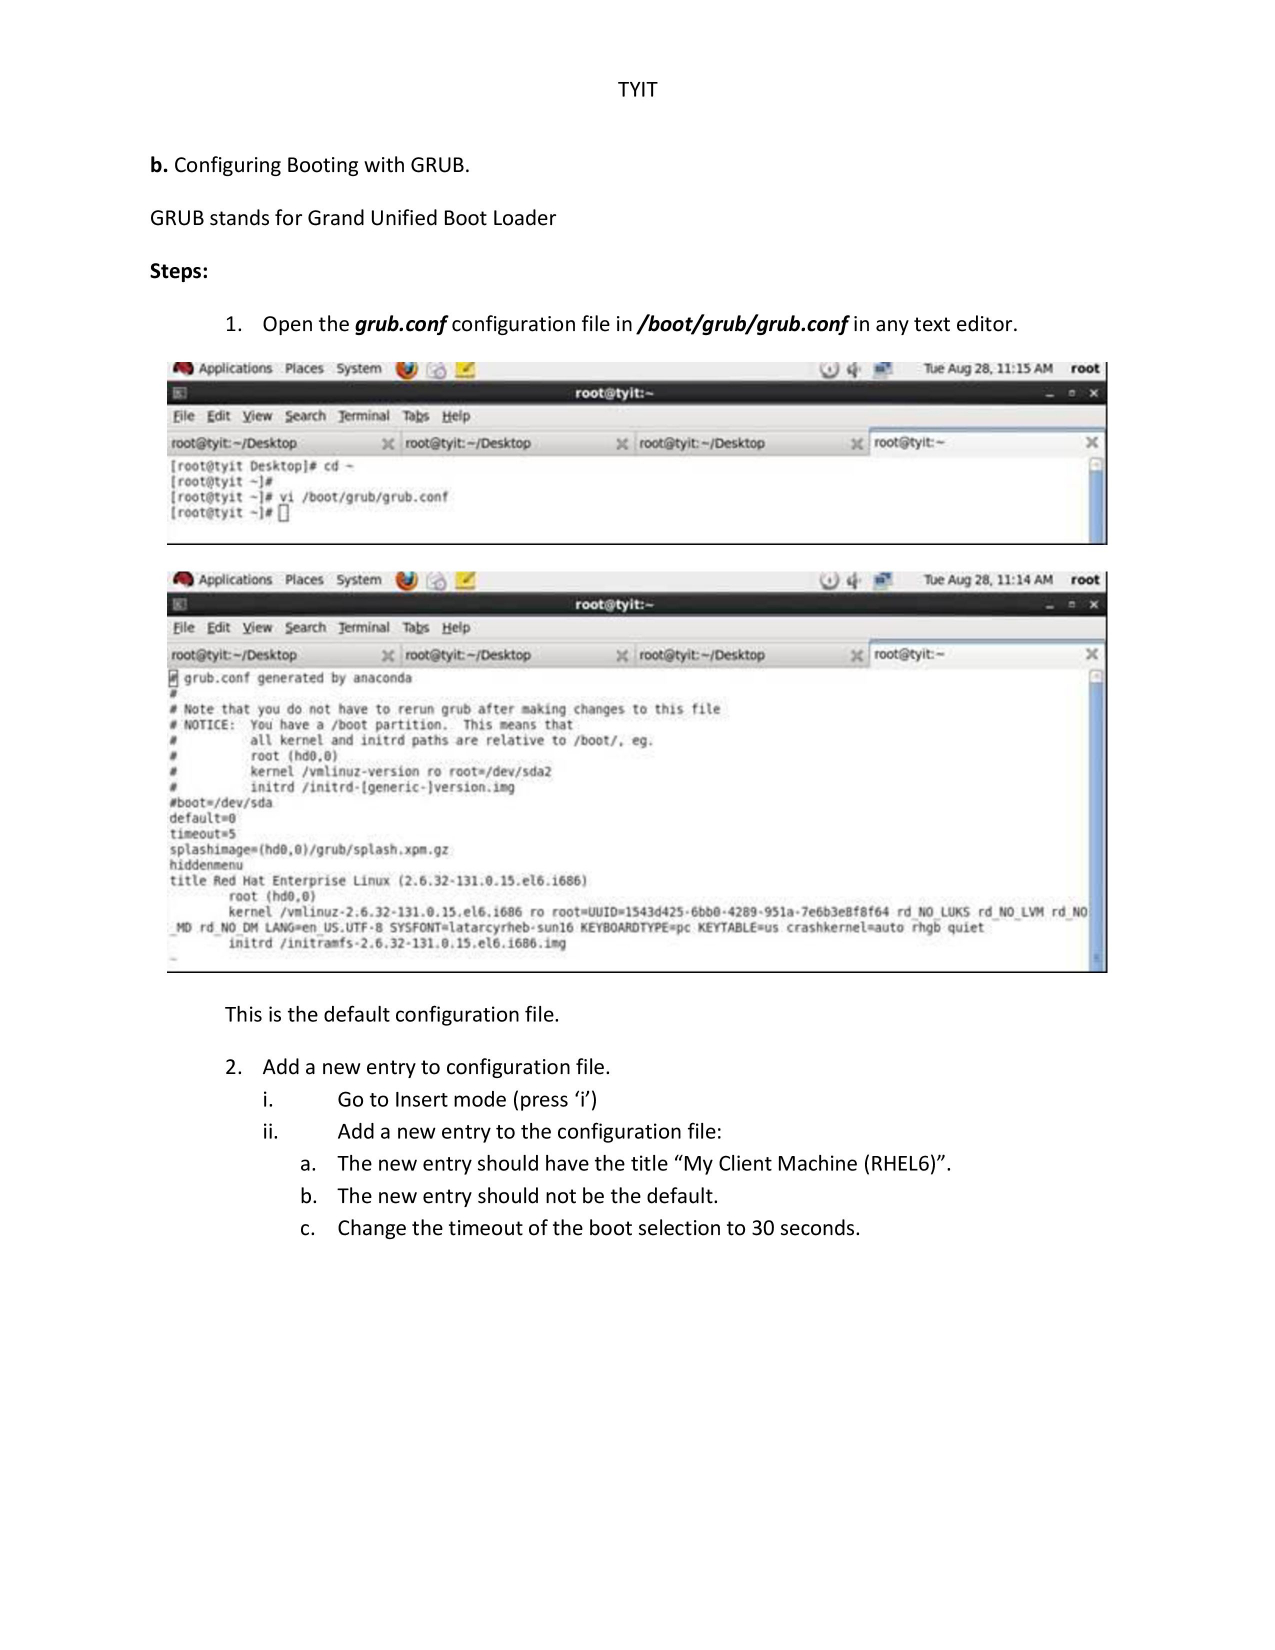 TYIT
b. Configuring Booting with GRUB.
GRUB stands for Grand Unified Boot Loader
Steps:
1. Open the grub.conf configuration file in /boot/grub/grub.conf in any text editor.
Applications Places System Tue Aug 28, 11:15 AM root
root@tyit:~
File Edit View Search Terminal Tabs Help
root@tyit:~/Desktop root@tyit:~/Desktop root@tyit:~/Desktop root@tyit:~
[root@tyit Desktop]# cd ~
[root@tyit ~]#
[root@tyit ~]# vi /boot/grub/grub.conf
[root@tyit ~]#
Applications Places System Tue Aug 28, 11:14 AM root
root@tyit:~
File Edit View Search Terminal Tabs Help
root@tyit:~/Desktop root@tyit:~/Desktop root@tyit:~/Desktop root@tyit:~
# grub.conf generated by anaconda
#
# Note that you do not have to rerun grub after making changes to this file
# NOTICE: You have a /boot partition. This means that
# all kernel and initrd paths are relative to /boot/, eg.
# root (hd0,0)
# kernel /vmlinuz-version ro root=/dev/sda2
# initrd /initrd-[generic-]version.img
#boot=/dev/sda
default=0
timeout=5
splashimage=(hd0,0)/grub/splash.xpm.gz
hiddenmenu
title Red Hat Enterprise Linux (2.6.32-131.0.15.el6.i686)
root (hd0,0)
kernel /vmlinuz-2.6.32-131.0.15.el6.i686 ro root=UUID=1543d425-6bb0-4289-951a-7e6b3e8f8f64 rd_NO_LUKS rd_NO_LVM rd_NO
_MD rd_NO_DM LANG=en_US.UTF-8 SYSFONT=latarcyrheb-sun16 KEYBOARDTYPE=pc KEYTABLE=us crashkernel=auto rhgb quiet
initrd /initramfs-2.6.32-131.0.15.el6.i686.img
~
This is the default configuration file.
2. Add a new entry to configuration file.
i. Go to Insert mode (press ‘i’)
ii. Add a new entry to the configuration file:
a. The new entry should have the title “My Client Machine (RHEL6)”.
b. The new entry should not be the default.
c. Change the timeout of the boot selection to 30 seconds.